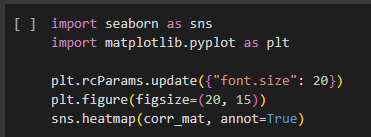 [ ] import seaborn as sns
import matplotlib.pyplot as plt
plt.rcParams.update({"font.size": 20})
plt.figure(figsize=(20, 15))
sns.heatmap(corr_mat, annot=True)